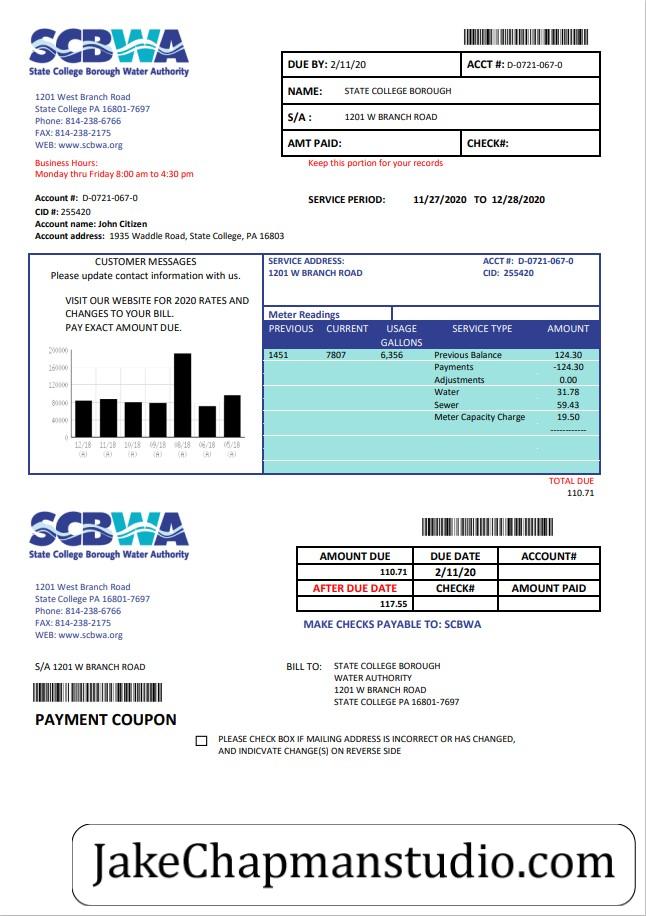 SCBWA
State College Borough Water Authority
DUE BY: 2/11/20 ACCT #: D-0721-067-0
NAME: STATE COLLEGE BOROUGH
S/A : 1201 W BRANCH ROAD
AMT PAID: CHECK#:
Keep this portion for your records
1201 West Branch Road
State College PA 16801-7697
Phone: 814-238-6766
FAX: 814-238-2175
WEB: www.scbwa.org
Business Hours:
Monday thru Friday 8:00 am to 4:30 pm
Account #: D-0721-067-0
CID #: 255420
Account name: John Citizen
Account address: 1935 Waddle Road, State College, PA 16803
SERVICE PERIOD: 11/27/2020 TO 12/28/2020
CUSTOMER MESSAGES
Please update contact information with us.
VISIT OUR WEBSITE FOR 2020 RATES AND
CHANGES TO YOUR BILL.
PAY EXACT AMOUNT DUE.
200000
160000
120000
80000
40000
0
12/18 11/18 10/18 09/18 08/18 06/18 05/18
(A) (A) (A) (A) (A) (A) (A)
SERVICE ADDRESS: ACCT #: D-0721-067-0
1201 W BRANCH ROAD CID: 255420
Meter Readings
PREVIOUS CURRENT USAGE SERVICE TYPE AMOUNT
GALLONS
1451 7807 6,356 Previous Balance 124.30
Payments -124.30
Adjustments 0.00
Water 31.78
Sewer 59.43
Meter Capacity Charge 19.50
------------
TOTAL DUE
110.71
SCBWA
State College Borough Water Authority
1201 West Branch Road
State College PA 16801-7697
Phone: 814-238-6766
FAX: 814-238-2175
WEB: www.scbwa.org
AMOUNT DUE DUE DATE ACCOUNT#
110.71 2/11/20
AFTER DUE DATE CHECK# AMOUNT PAID
117.55
MAKE CHECKS PAYABLE TO: SCBWA
S/A 1201 W BRANCH ROAD
BILL TO: STATE COLLEGE BOROUGH
WATER AUTHORITY
1201 W BRANCH ROAD
STATE COLLEGE PA 16801-7697
PAYMENT COUPON
PLEASE CHECK BOX IF MAILING ADDRESS IS INCORRECT OR HAS CHANGED,
AND INDICVATE CHANGE(S) ON REVERSE SIDE
JakeChapmanstudio.com